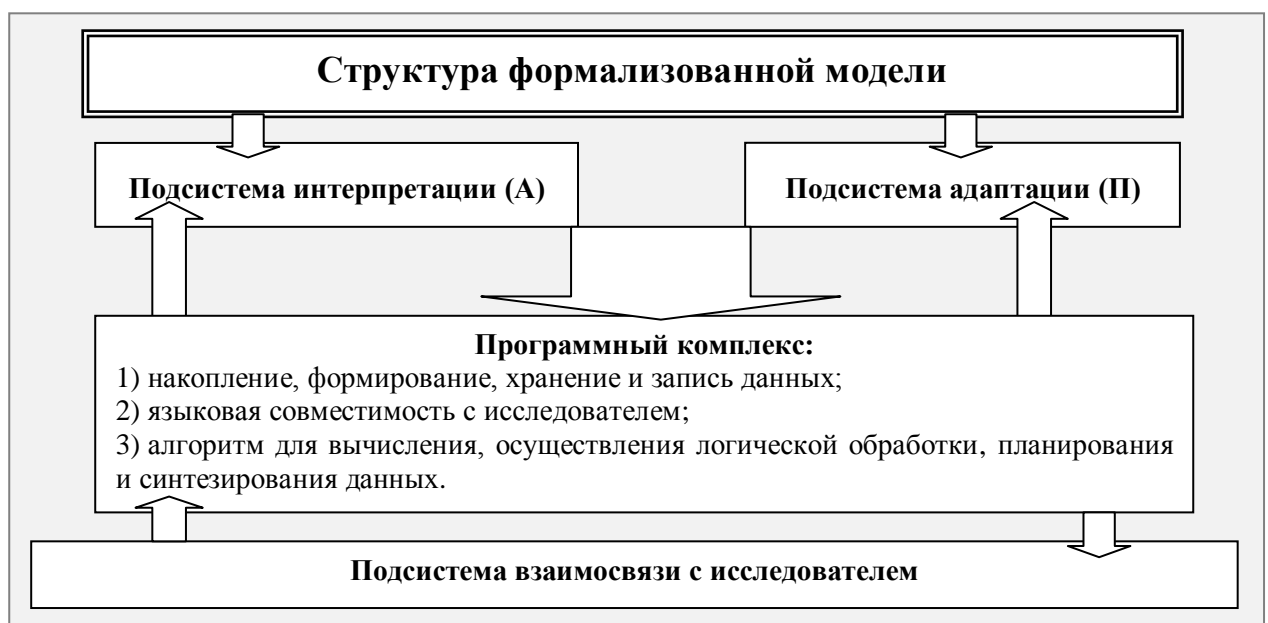 Структура формализованной модели
Подсистема интерпретации (А)
Подсистема адаптации (П)
Программный комплекс:
1) накопление, формирование, хранение и запись данных;
2) языковая совместимость с исследователем;
3) алгоритм для вычисления, осуществления логической обработки, планирования
и синтезирования данных.
Подсистема взаимосвязи с исследователем